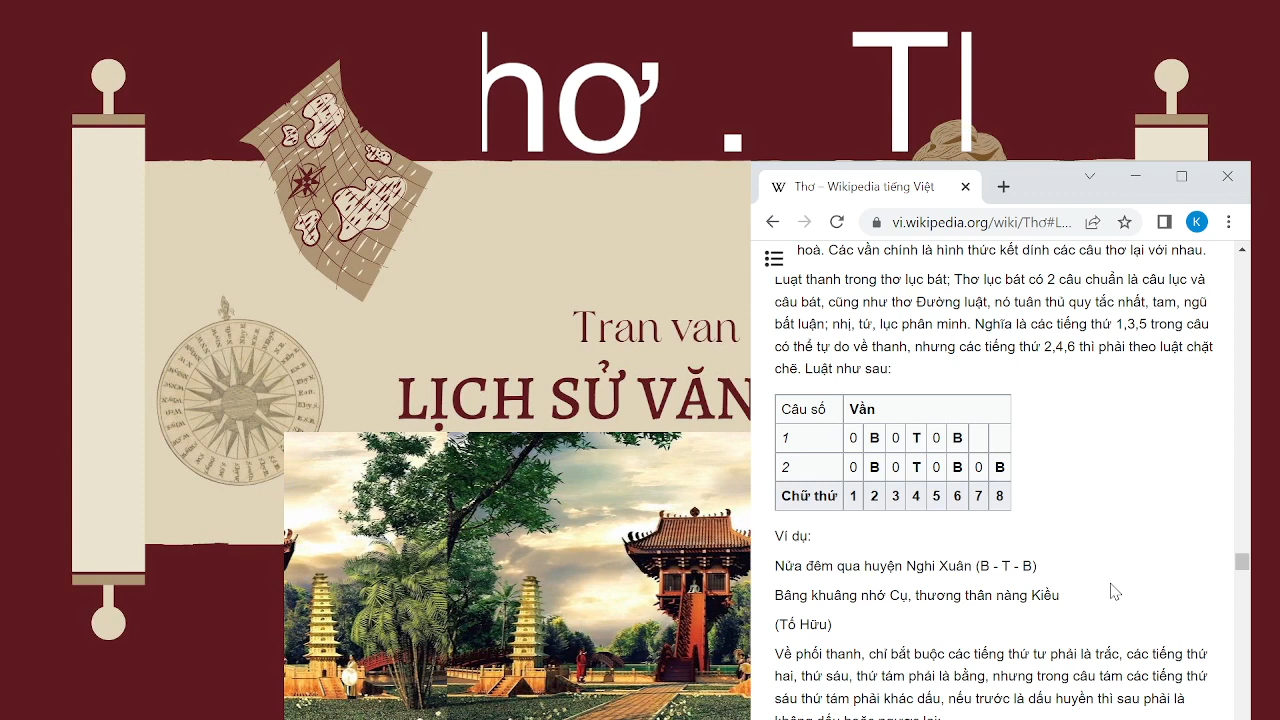 hơ . T
Tran van
LỊCH SỬ VĂN
Thơ – Wikipedia tiếng Việt
vi.wikipedia.org/wiki/Thơ#L...
K
hoà. Các vần chính là hình thức kết dính các câu thơ lại với nhau.
Luật thanh trong thơ lục bát: Thơ lục bát có 2 câu chuẩn là câu lục và
câu bát, cũng như thơ Đường luật, nó tuân thủ quy tắc nhất, tam, ngũ
bất luận; nhị, tứ, lục phân minh. Nghĩa là các tiếng thứ 1,3,5 trong câu
có thể tự do về thanh, nhưng các tiếng thứ 2,4,6 thì phải theo luật chặt
chẽ. Luật như sau:
Câu số Vần
1 0 B 0 T 0 B
2 0 B 0 T 0 B 0 B
Chữ thứ 1 2 3 4 5 6 7 8
Ví dụ:
Nửa đêm qua huyện Nghi Xuân (B - T - B)
Bâng khuâng nhớ Cụ, thương thân nàng Kiều
(Tố Hữu)
Về phối thanh, chỉ bắt buộc các tiếng thứ tư phải là trắc, các tiếng thứ
hai, thứ sáu, thứ tám phải là bằng, nhưng trong câu tám các tiếng thứ
sáu thứ tám phải khác dấu, nếu trước là dấu huyền thì sau phải là
không dấu hoặc ngược lại: